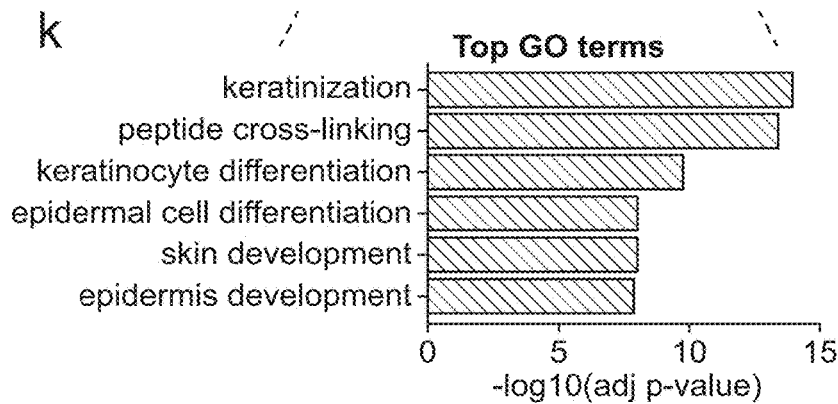 k
Top GO terms
keratinization
peptide cross-linking
keratinocyte differentiation
epidermal cell differentiation
skin development
epidermis development
0 5 10 15
-log10(adj p-value)